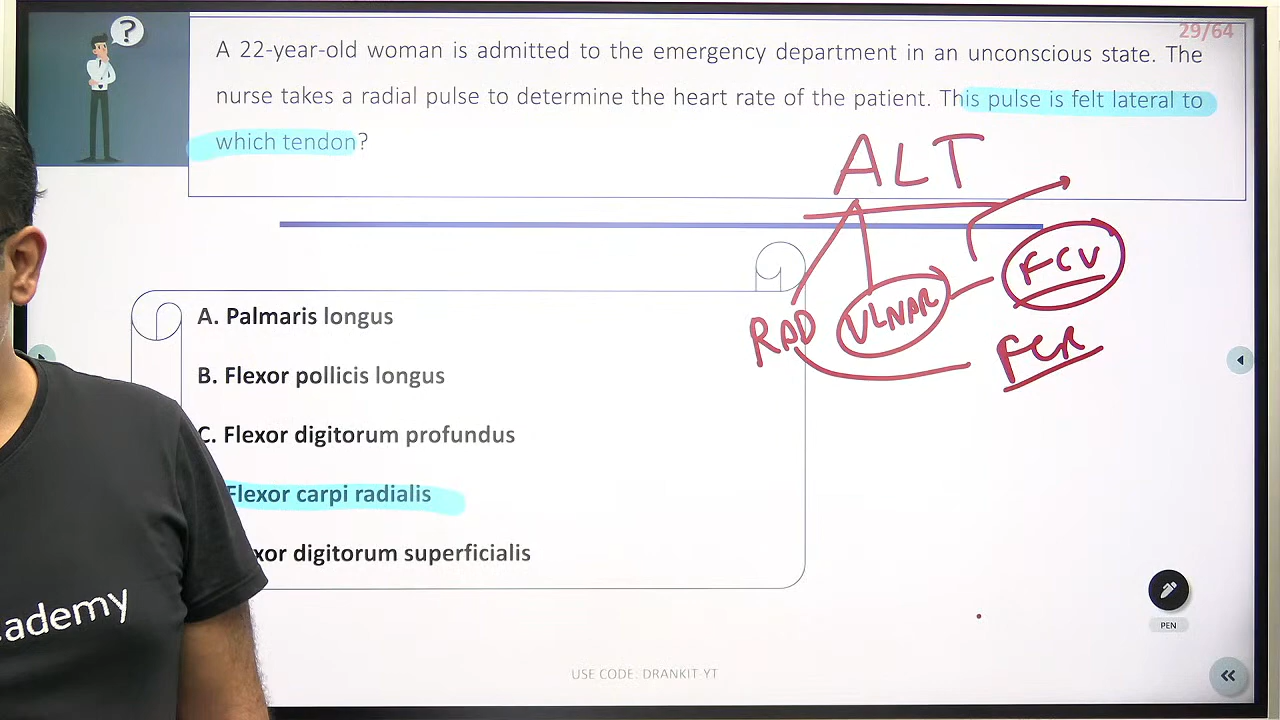 29/64
?
A 22-year-old woman is admitted to the emergency department in an unconscious state. The
nurse takes a radial pulse to determine the heart rate of the patient. This pulse is felt lateral to
which tendon?
ALT
RAD
ULNAR
FCU
FCR
A. Palmaris longus
B. Flexor pollicis longus
C. Flexor digitorum profundus
Flexor carpi radialis
xor digitorum superficialis
ademy
PEN
USE CODE: DRANKIT YT